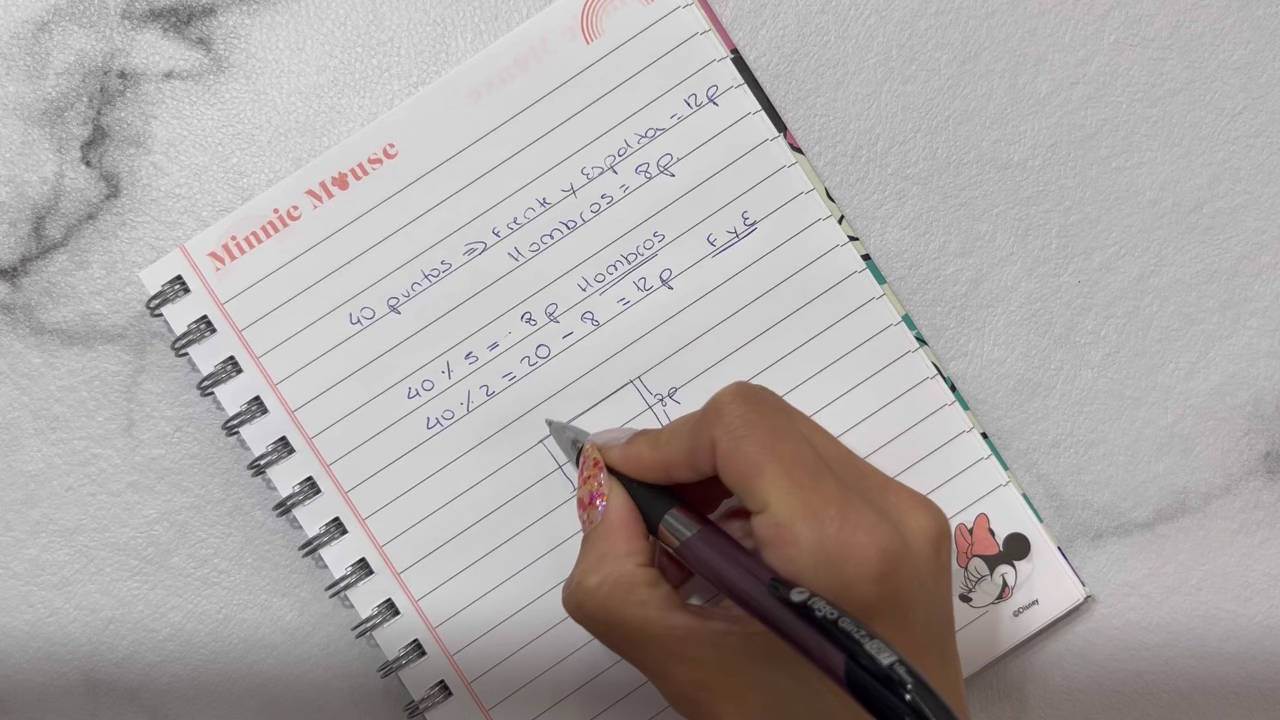 Minnie Mouse
40 puntos => Frente y Espalda = 12p
Hombros = 8p
40 % 5 = 8p Hombros
40 % 2 = 20 - 8 = 12p F y E
8p
©Disney